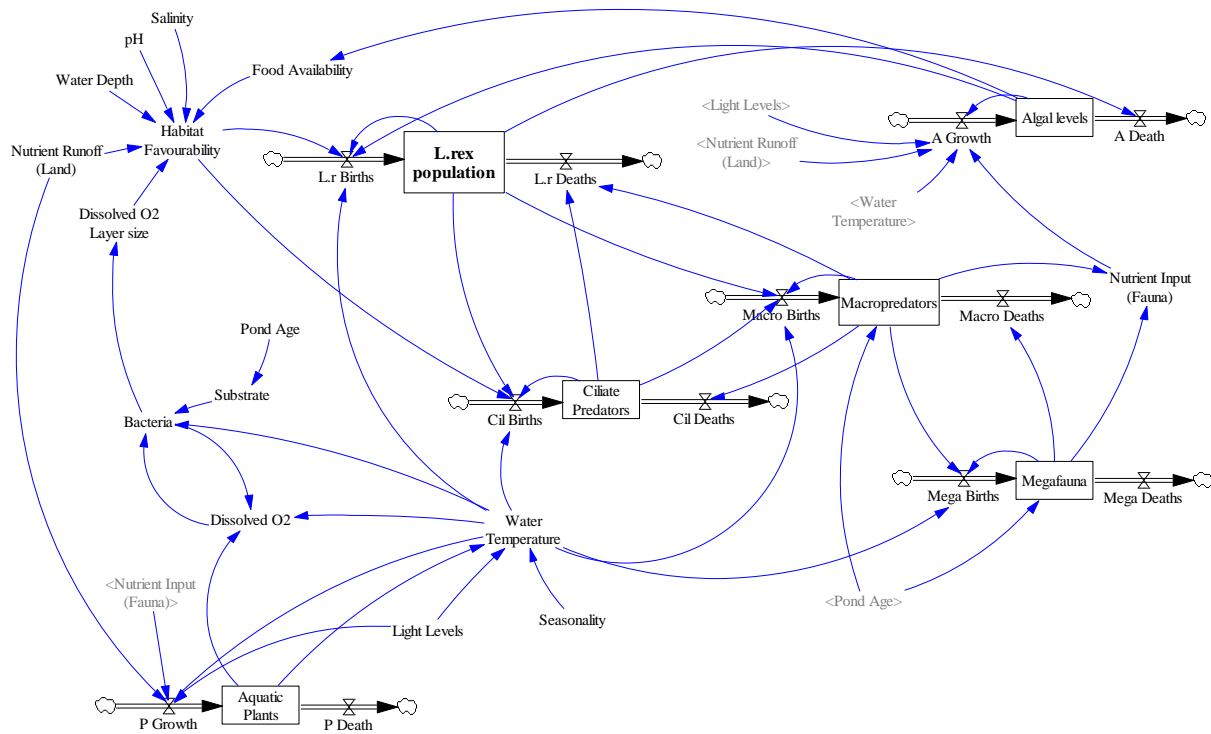 Salinity
pH
Water Depth
Food Availability
Habitat
Favourability
Nutrient Runoff
(Land)
Dissolved O2
Layer size
L.r Births
L.rex
population
L.r Deaths
<Light Levels>
<Nutrient Runoff
(Land)>
<Water
Temperature>
A Growth
Algal levels
A Death
Nutrient Input
(Fauna)
Macro Births
Macropredators
Macro Deaths
Pond Age
Substrate
Bacteria
Dissolved O2
Cil Births
Ciliate
Predators
Cil Deaths
Mega Births
Megafauna
Mega Deaths
Water
Temperature
<Nutrient Input
(Fauna)>
Light Levels
Seasonality
<Pond Age>
P Growth
Aquatic
Plants
P Death